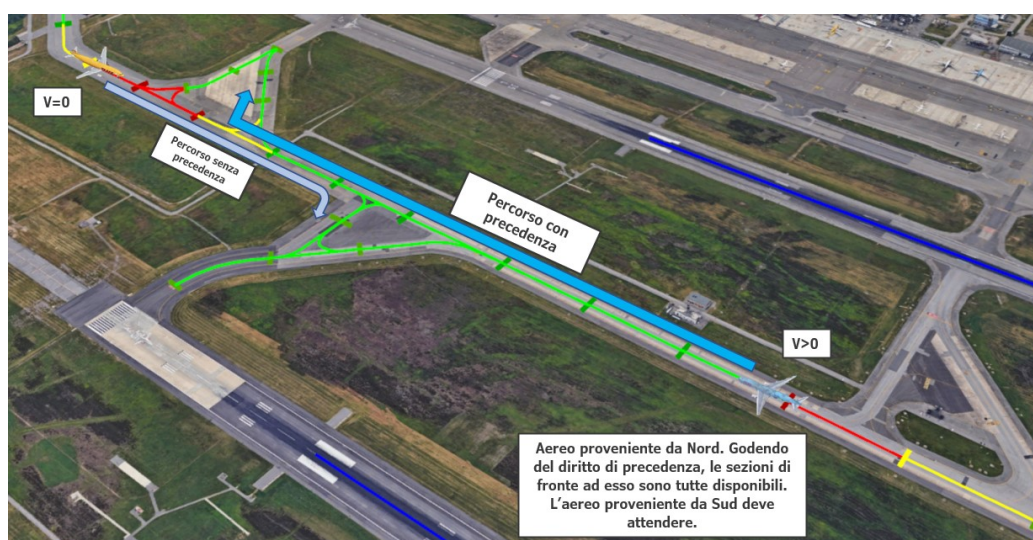 V=0
Percorso senza
precedenza
Percorso con
precedenza
V>0
Aereo proveniente da Nord. Godendo
del diritto di precedenza, le sezioni di
fronte ad esso sono tutte disponibili.
L'aereo proveniente da Sud deve
attendere.